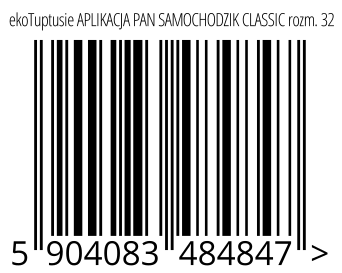 ekoTuptusie APLIKACJA PAN SAMOCHODZIK CLASSIC rozm. 32
5 904083 484847 >